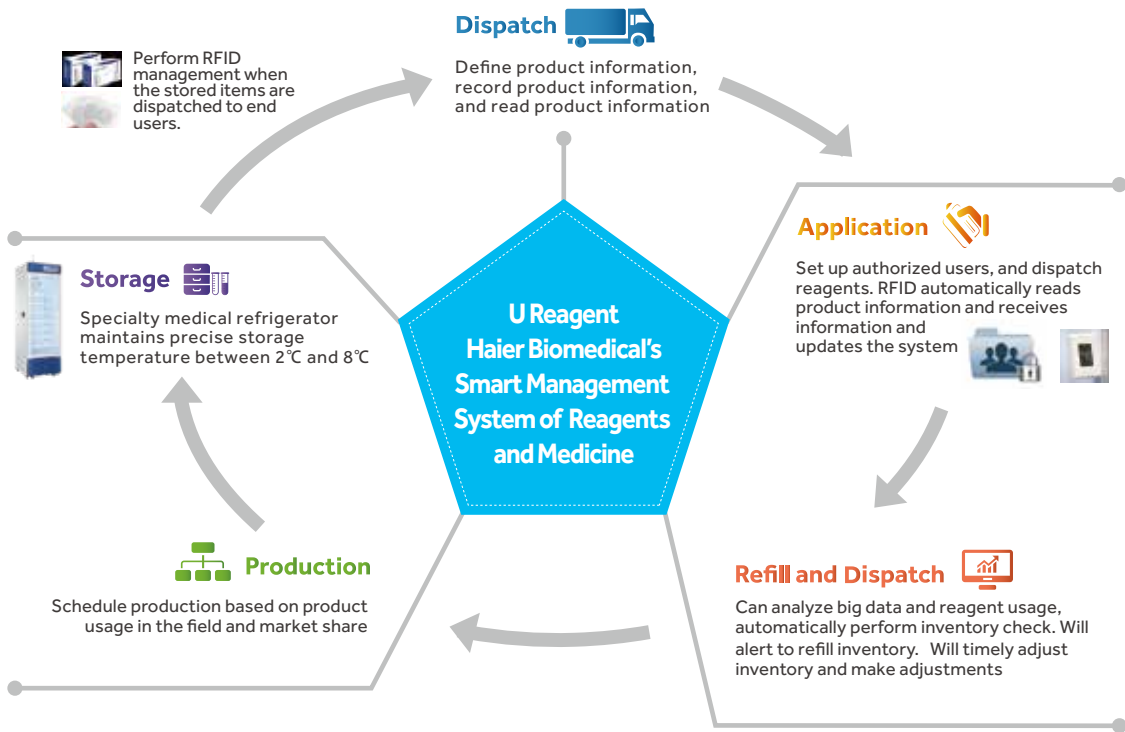 Dispatch
Define product information,
record product information,
and read product information
Perform RFID
management when
the stored items are
dispatched to end
users.
Application
Set up authorized users, and dispatch
reagents. RFID automatically reads
product information and receives
information and
updates the system
Storage
Specialty medical refrigerator
maintains precise storage
temperature between 2℃ and 8℃
U Reagent
Haier Biomedical's
Smart Management
System of Reagents
and Medicine
Production
Schedule production based on product
usage in the field and market share
Refill and Dispatch
Can analyze big data and reagent usage,
automatically perform inventory check. Will
alert to refill inventory. Will timely adjust
inventory and make adjustments